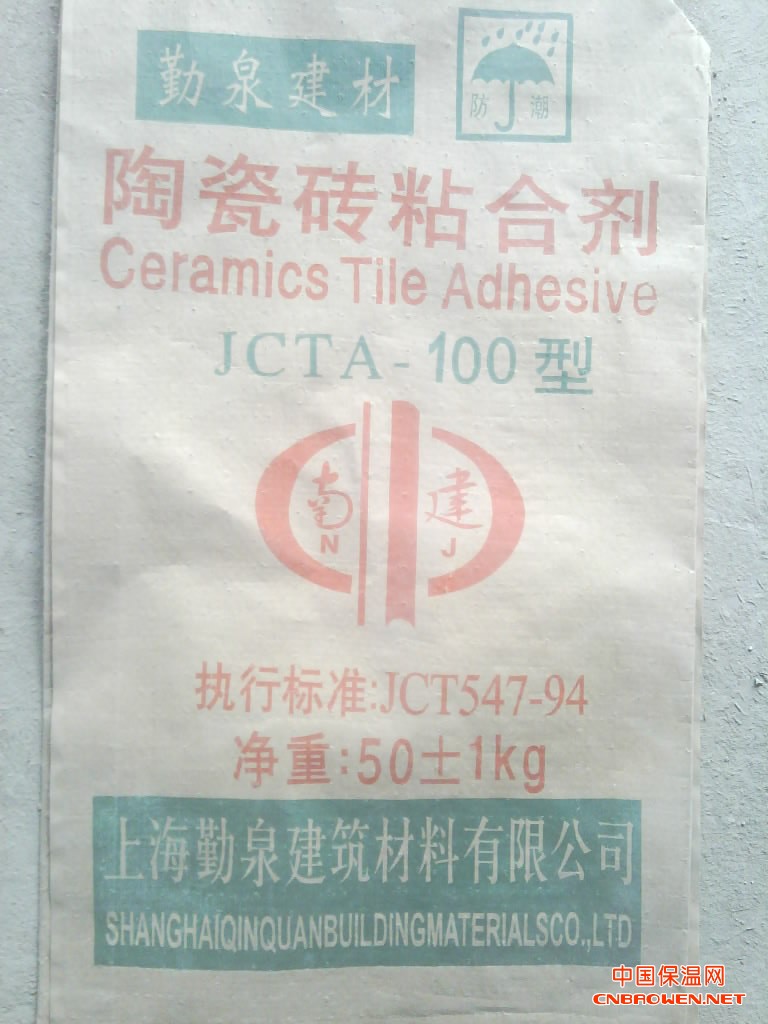 勤泉建材
防潮
陶瓷砖粘合剂
Ceramics Tile Adhesive
JCTA-100型
南建
N J
执行标准:JCT547-94
净重:50±1kg
上海勤泉建筑材料有限公司
SHANGHAIQINQUANBUILDINGMATERIALSCO.,LTD
中国保温网
CNBROWEN.NET